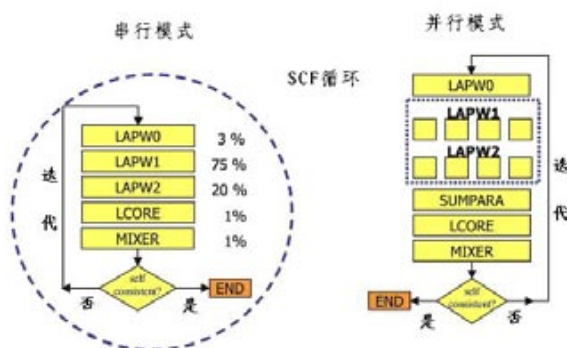 串行模式
并行模式
SCF循环
LAPW0 3 %
LAPW1 75 %
LAPW2 20 %
LCORE 1%
MIXER 1%
迭
代
self
consistent?
否
是
END
LAPW0
LAPW1
LAPW2
SUMPARA
LCORE
MIXER
迭
代
self
consistent?
END
是
否